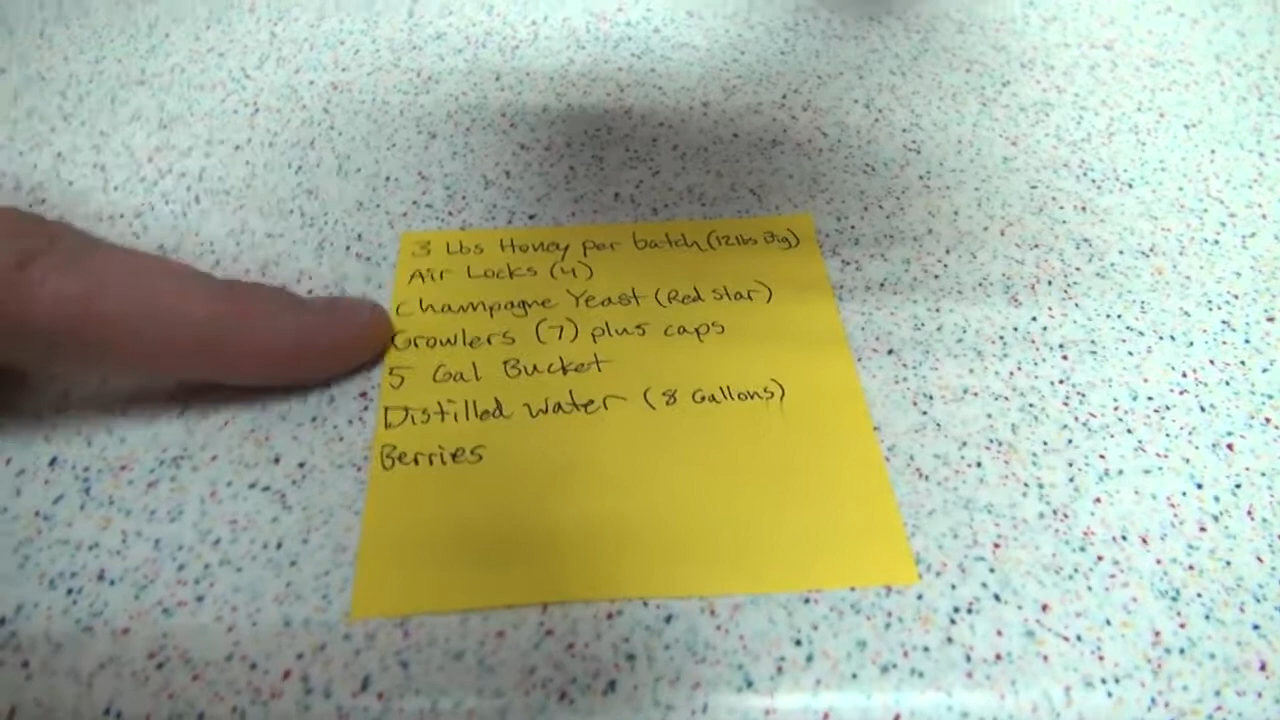 3 Lbs Honey per batch (12lbs Big)
Air Locks (4)
Champagne Yeast (Red Star)
Growlers (7) plus caps
5 Gal Bucket
Distilled Water (8 Gallons)
Berries